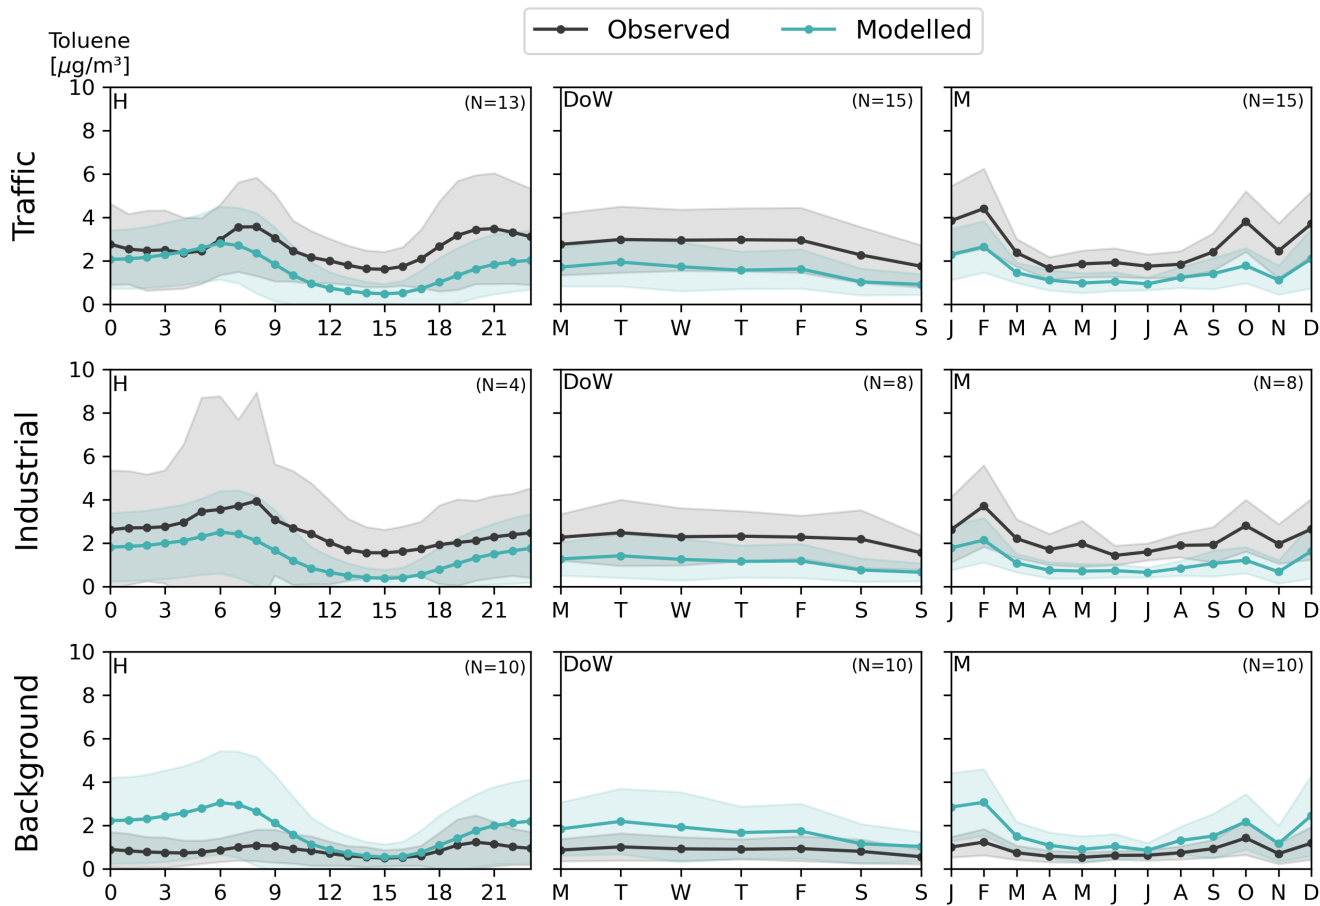 Observed Modelled
Toluene
[μg/m³]
Traffic
10
8
6
4
2
0
H (N=13)
0 3 6 9 12 15 18 21
DoW (N=15)
M T W T F S S
M (N=15)
J F M A M J J A S O N D
Industrial
10
8
6
4
2
0
H (N=4)
0 3 6 9 12 15 18 21
DoW (N=8)
M T W T F S S
M (N=8)
J F M A M J J A S O N D
Background
10
8
6
4
2
0
H (N=10)
0 3 6 9 12 15 18 21
DoW (N=10)
M T W T F S S
M (N=10)
J F M A M J J A S O N D